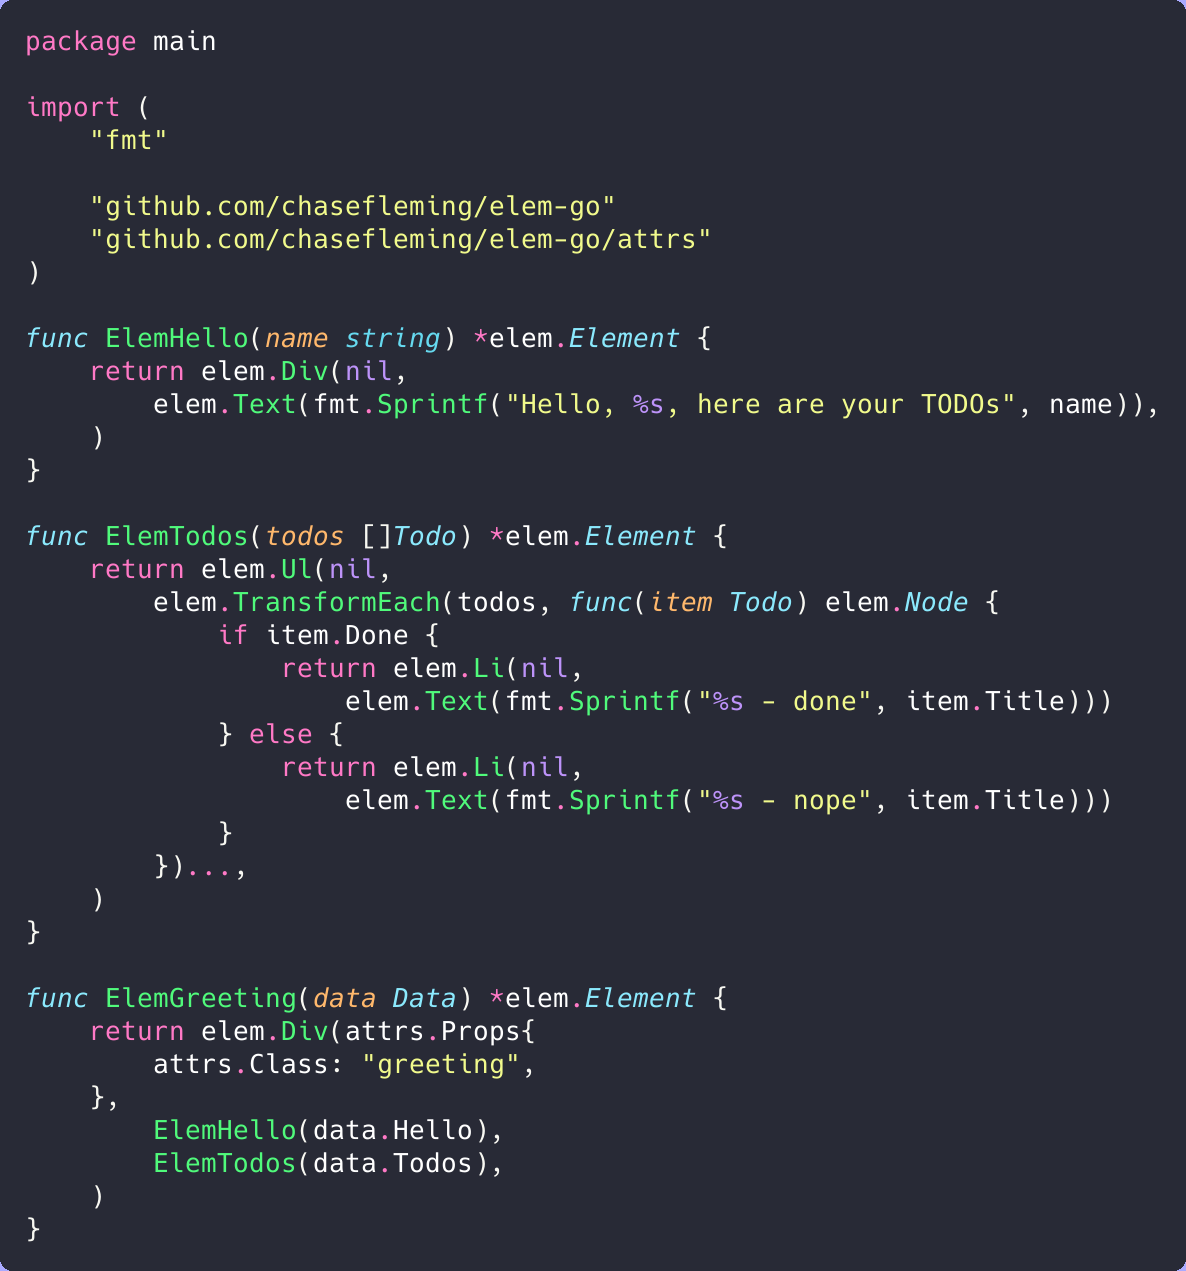 package main

import (
    "fmt"

    "github.com/chasefleming/elem-go"
    "github.com/chasefleming/elem-go/attrs"
)

func ElemHello(name string) *elem.Element {
    return elem.Div(nil,
        elem.Text(fmt.Sprintf("Hello, %s, here are your TODOs", name)),
    )
}

func ElemTodos(todos []Todo) *elem.Element {
    return elem.Ul(nil,
        elem.TransformEach(todos, func(item Todo) elem.Node {
            if item.Done {
                return elem.Li(nil,
                    elem.Text(fmt.Sprintf("%s - done", item.Title)))
            } else {
                return elem.Li(nil,
                    elem.Text(fmt.Sprintf("%s - nope", item.Title)))
            }
        })...,
    )
}

func ElemGreeting(data Data) *elem.Element {
    return elem.Div(attrs.Props{
        attrs.Class: "greeting",
    },
        ElemHello(data.Hello),
        ElemTodos(data.Todos),
    )
}